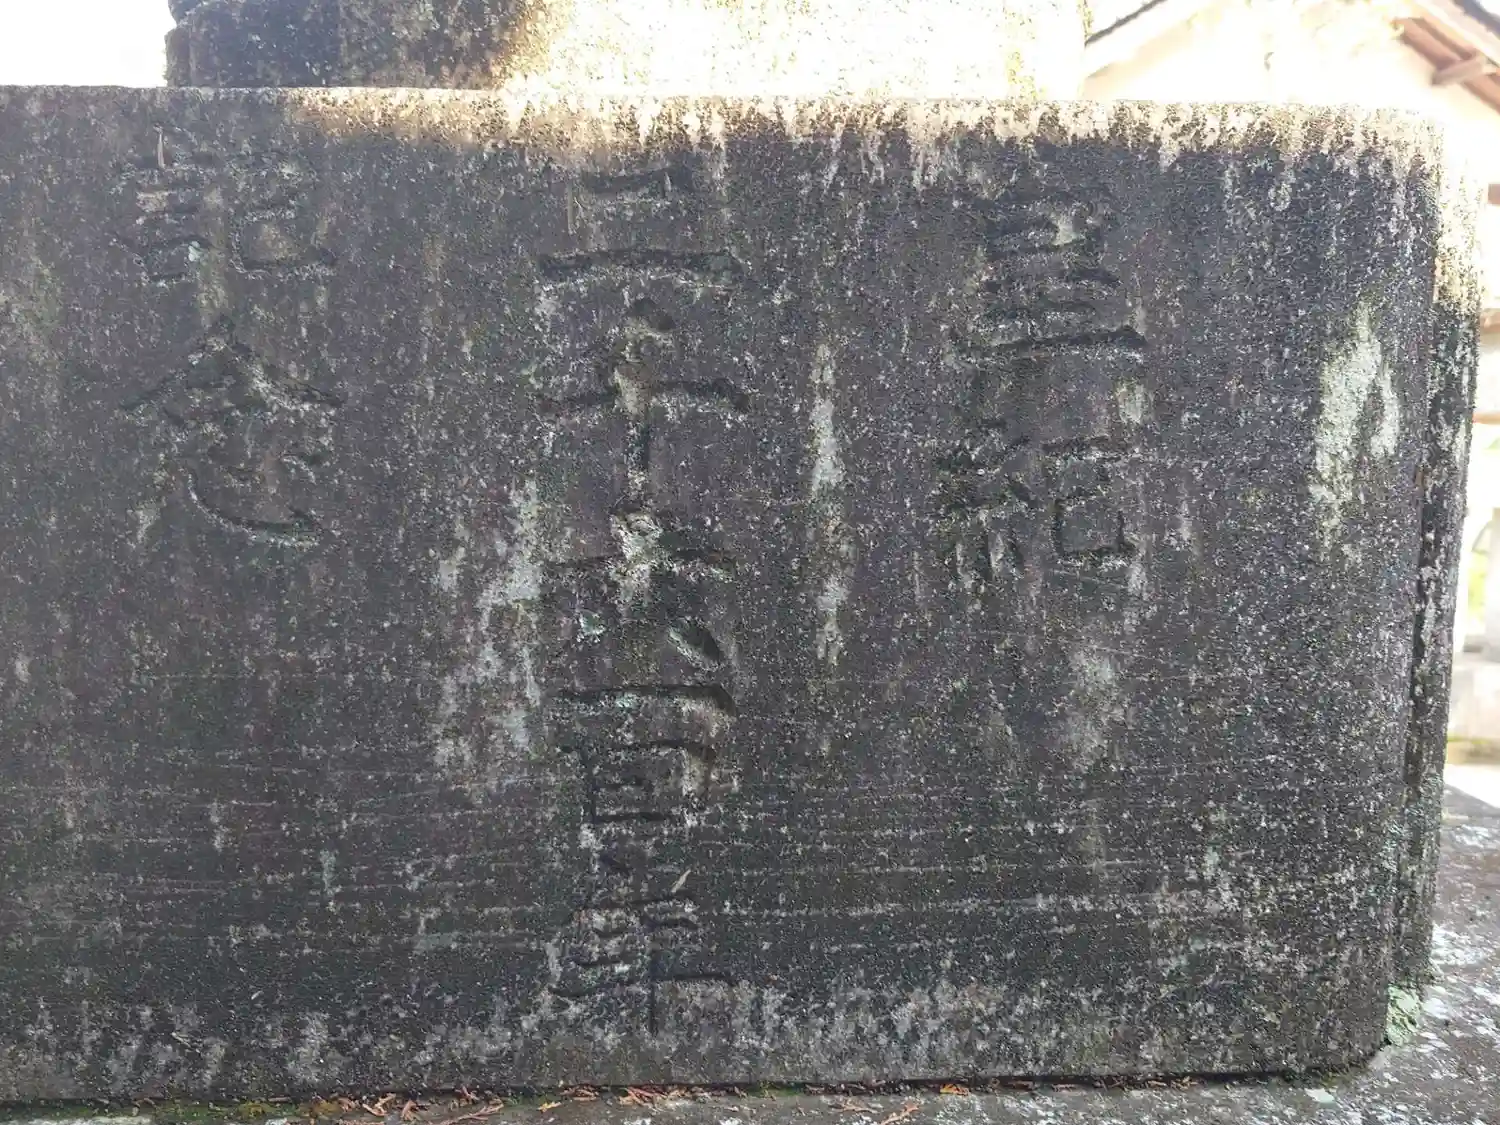 皇紀
二千六百年
記念